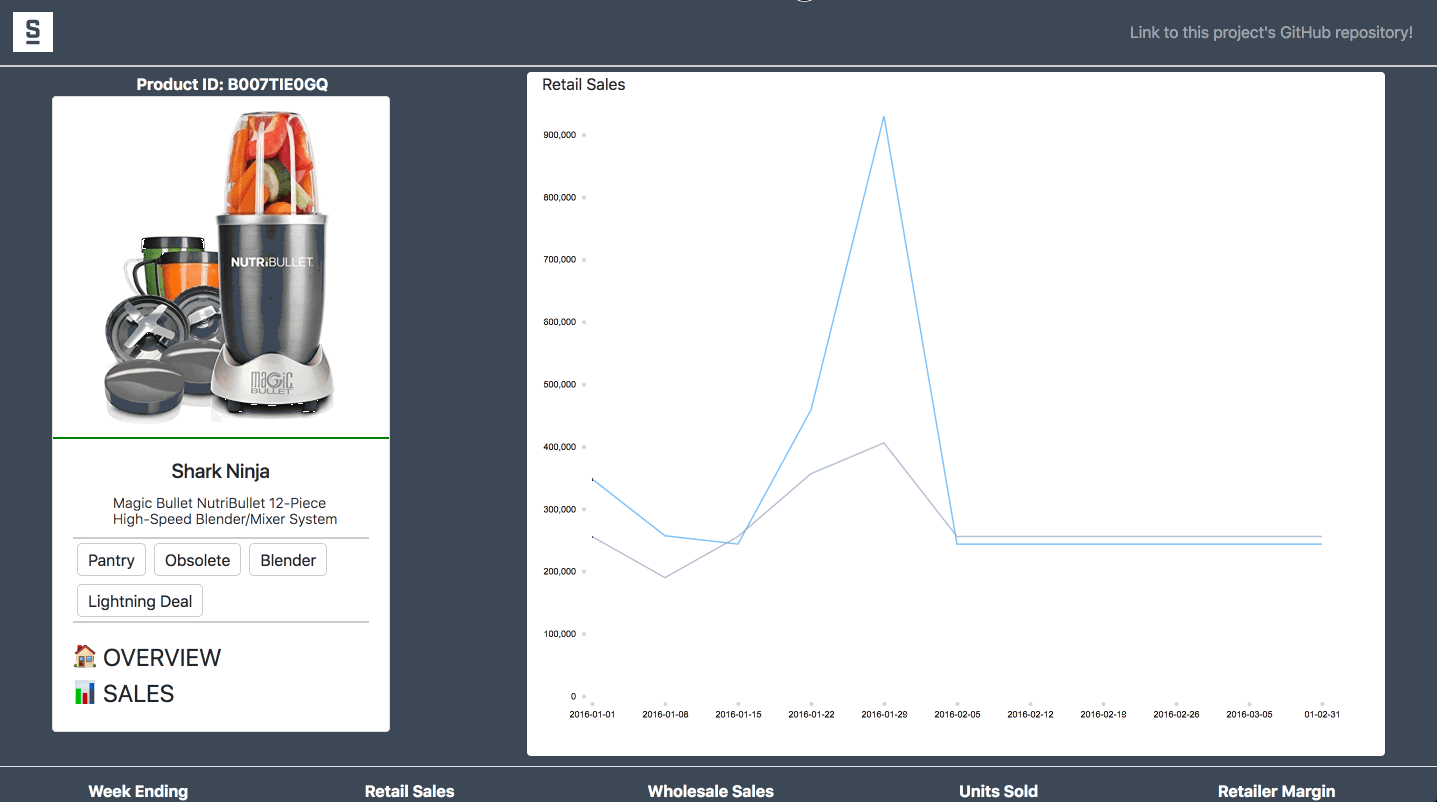 S
Link to this project's GitHub repository!
Product ID: B007TIE0GQ
NUTRiBULLET
magic
BULLET
Shark Ninja
Magic Bullet NutriBullet 12-Piece
High-Speed Blender/Mixer System
Pantry
Obsolete
Blender
Lightning Deal
OVERVIEW
SALES
Retail Sales
900,000
800,000
700,000
600,000
500,000
400,000
300,000
200,000
100,000
0
2016-01-01 2016-01-08 2016-01-15 2016-01-22 2016-01-29 2016-02-05 2016-02-12 2016-02-19 2016-02-26 2016-03-05 01-02-31
Week Ending Retail Sales Wholesale Sales Units Sold Retailer Margin